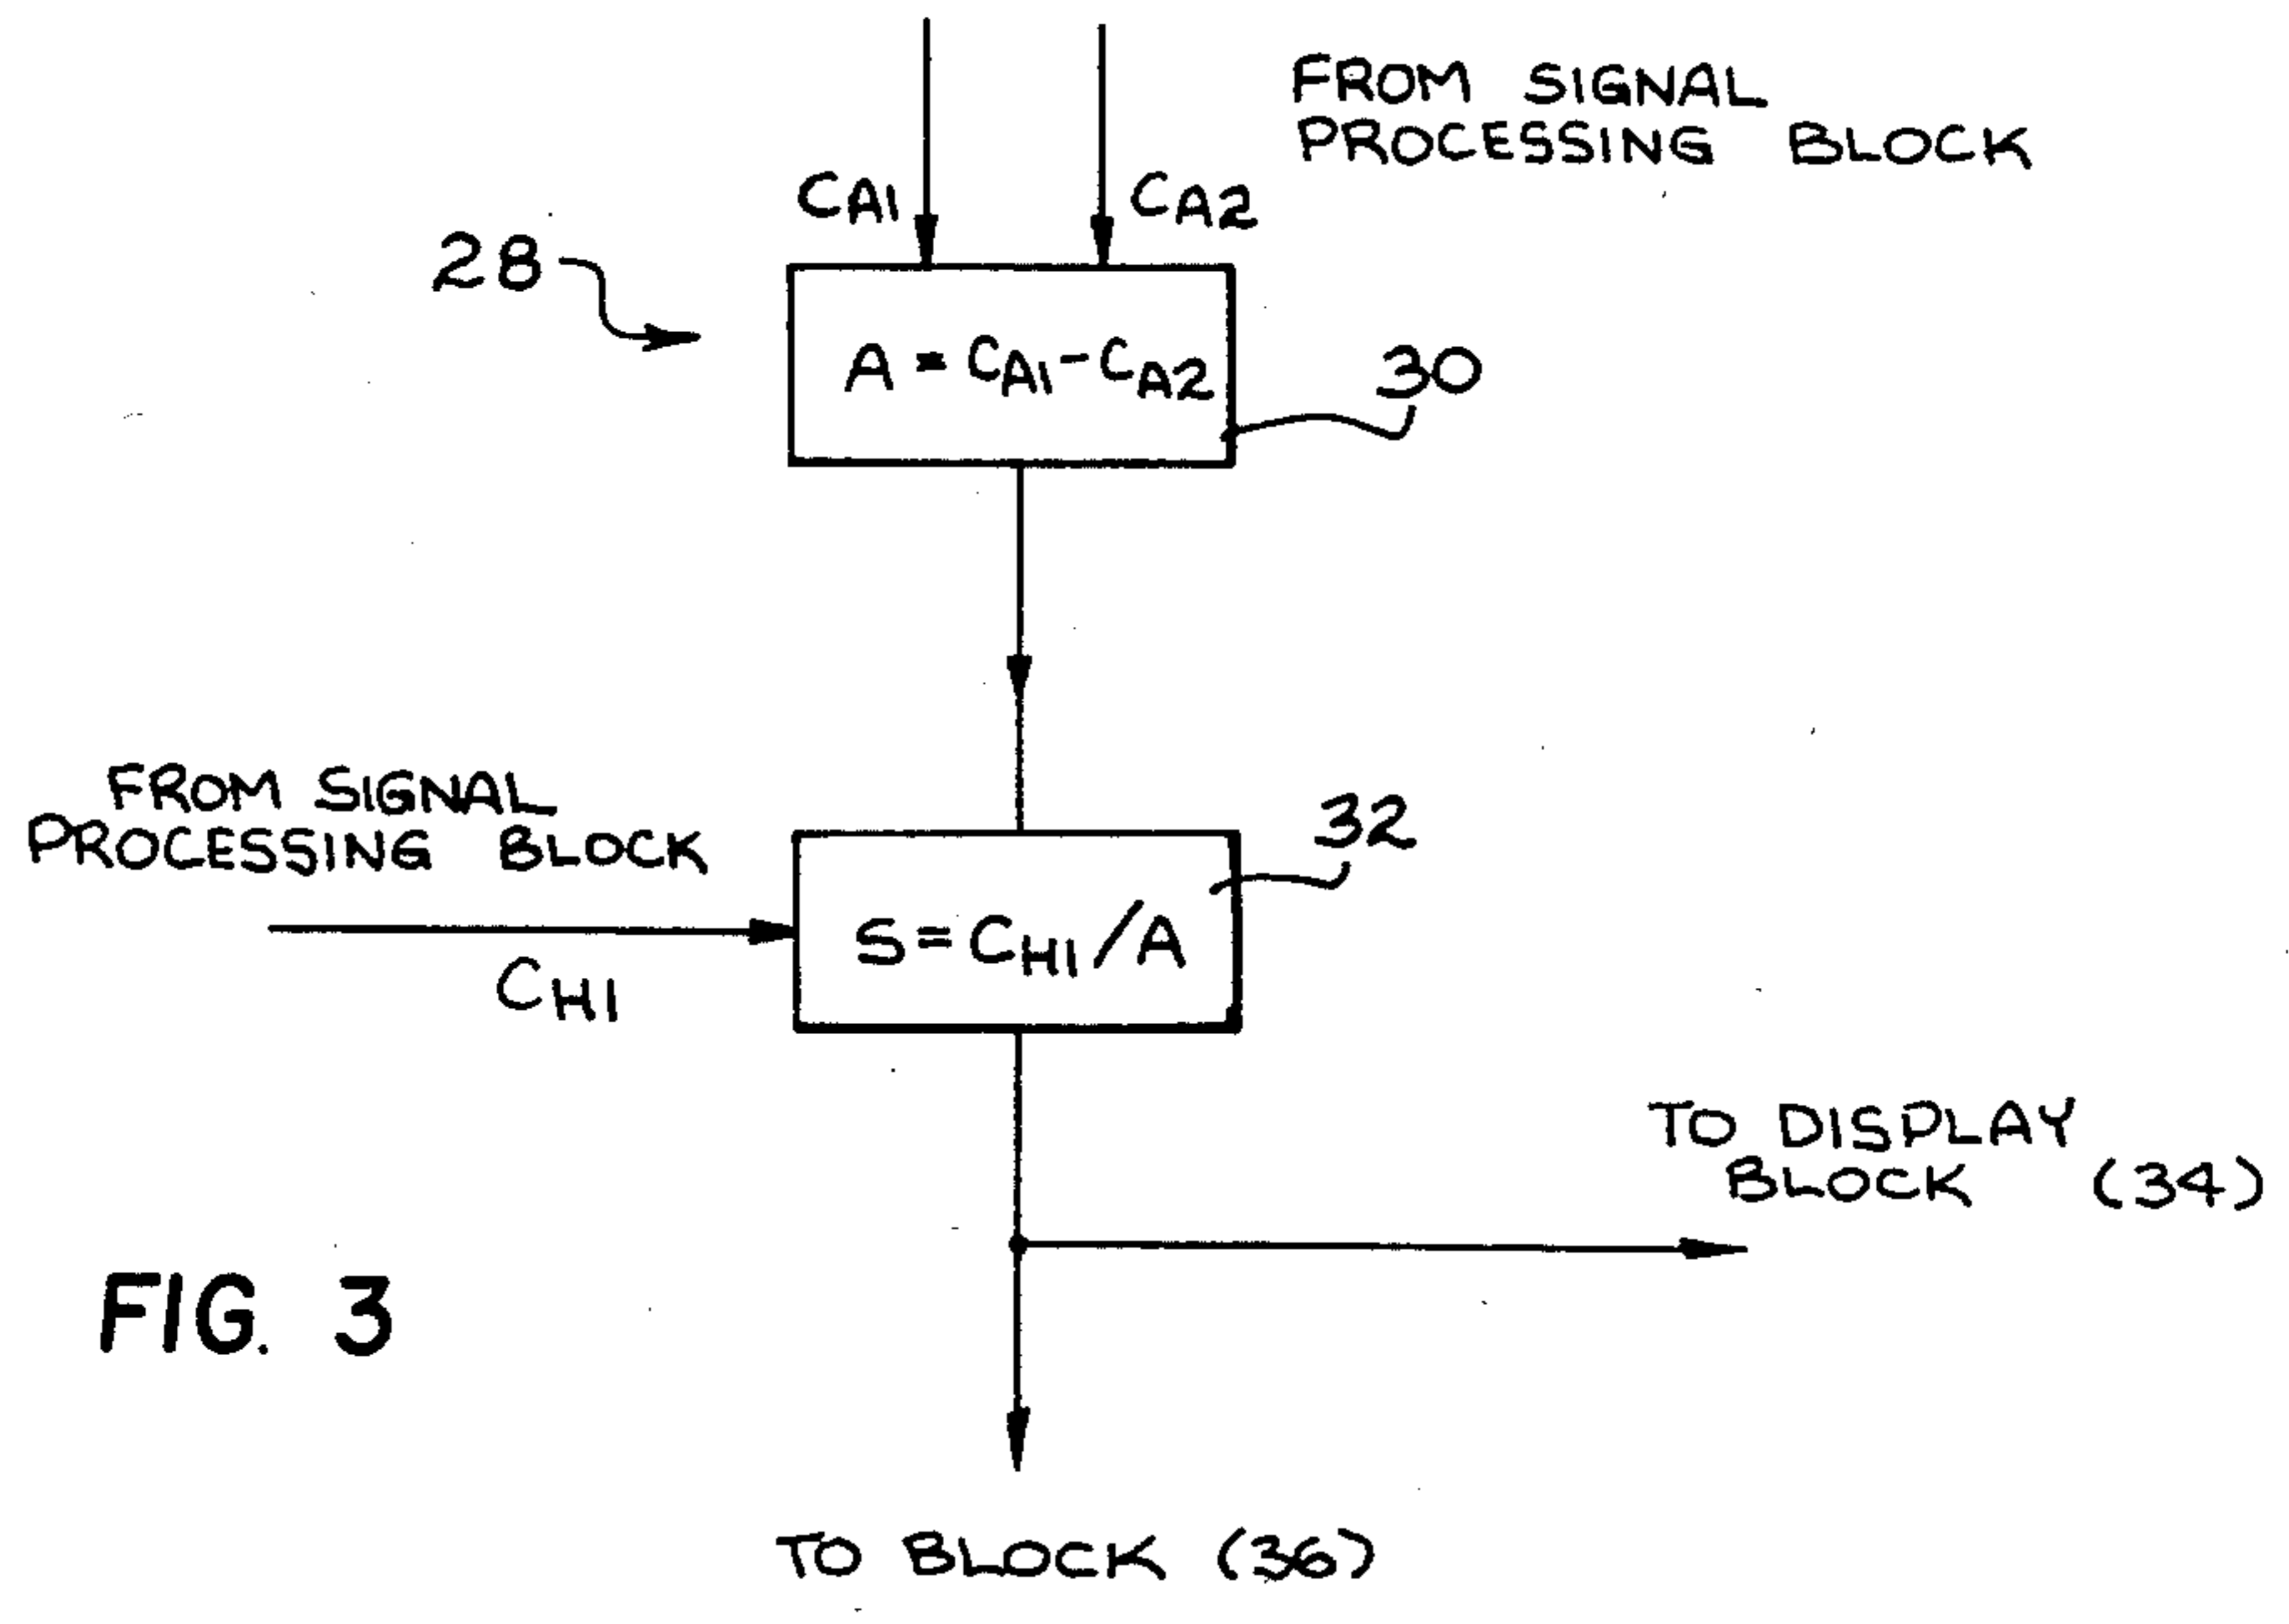 FROM SIGNAL
PROCESSING BLOCK
CA1
CA2
28
A = CA1 - CA2
30
FROM SIGNAL
PROCESSING BLOCK
32
S = CH1 / A
CH1
TO DISPLAY
BLOCK (34)
FIG. 3
TO BLOCK (36)